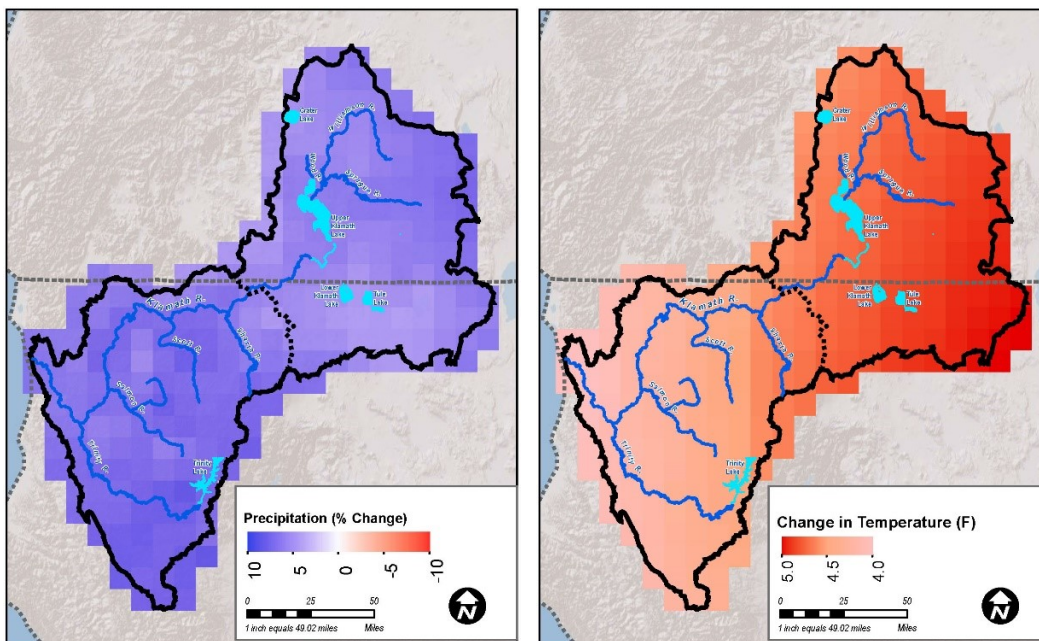 Crater
Lake
Williamson R.
Wood R.
Sprague R.
Upper
Klamath
Lake
Lower
Klamath
Lake
Tule
Lake
Klamath R.
Shasta R.
Scott R.
Salmon R.
Trinity R.
Trinity
Lake
Precipitation (% Change)
10 5 0 -5 -10
0 25 50
1 inch equals 49.02 miles Miles
N
Crater
Lake
Williamson R.
Wood R.
Sprague R.
Upper
Klamath
Lake
Lower
Klamath
Lake
Tule
Lake
Klamath R.
Shasta R.
Scott R.
Salmon R.
Trinity R.
Trinity
Lake
Change in Temperature (F)
5.0 4.5 4.0
0 25 50
1 inch equals 49.02 miles Miles
N